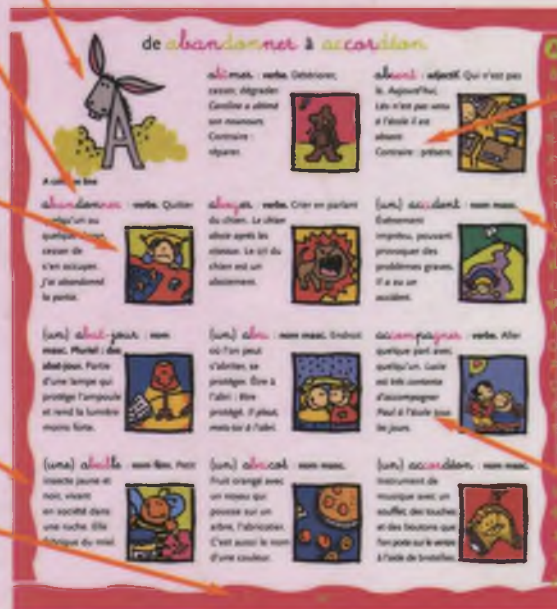 de abandonner à accordéon
A comme âne
abandonner : verbe. Quitter
quelqu'un ou
quelque chose,
cesser de
s'en occuper.
J'ai abandonné
la partie.
(un) abat-jour : nom
masc. Pluriel : des
abat-jour. Partie
d'une lampe qui
protège l'ampoule
et rend la lumière
moins forte.
(une) abeille : nom fém. Petit
insecte jaune et
noir, vivant
en société dans
une ruche. Elle
fabrique du miel.
abîmer : verbe. Détériorer,
casser, dégrader.
Caroline a abîmé
son nounours.
Contraire :
réparer.
aboyer : verbe. Crier en parlant
du chien. Le chien
aboie après les
oiseaux. Le cri du
chien est un
aboiement.
(un) abri : nom masc. Endroit
où l'on peut
s'abriter, se
protéger. Être à
l'abri : être
protégé. Il pleut,
mets-toi à l'abri.
(un) abricot : nom masc.
Fruit orangé avec
un noyau qui
pousse sur un
arbre, l'abricotier.
C'est aussi le nom
d'une couleur.
absent : adjectif. Qui n'est pas
là. Aujourd'hui,
Léo n'est pas venu
à l'école il est
absent.
Contraire : présent.
(un) accident : nom masc.
Événement
imprévu, pouvant
provoquer des
problèmes graves.
Il a eu un
accident.
accompagner : verbe. Aller
quelque part avec
quelqu'un. Lucie
est très contente
d'accompagner
Paul à l'école tous
les jours.
(un) accordéon : nom masc.
Instrument de
musique avec un
soufflet, des touches
et des boutons que
l'on porte sur le ventre
à l'aide de bretelles.